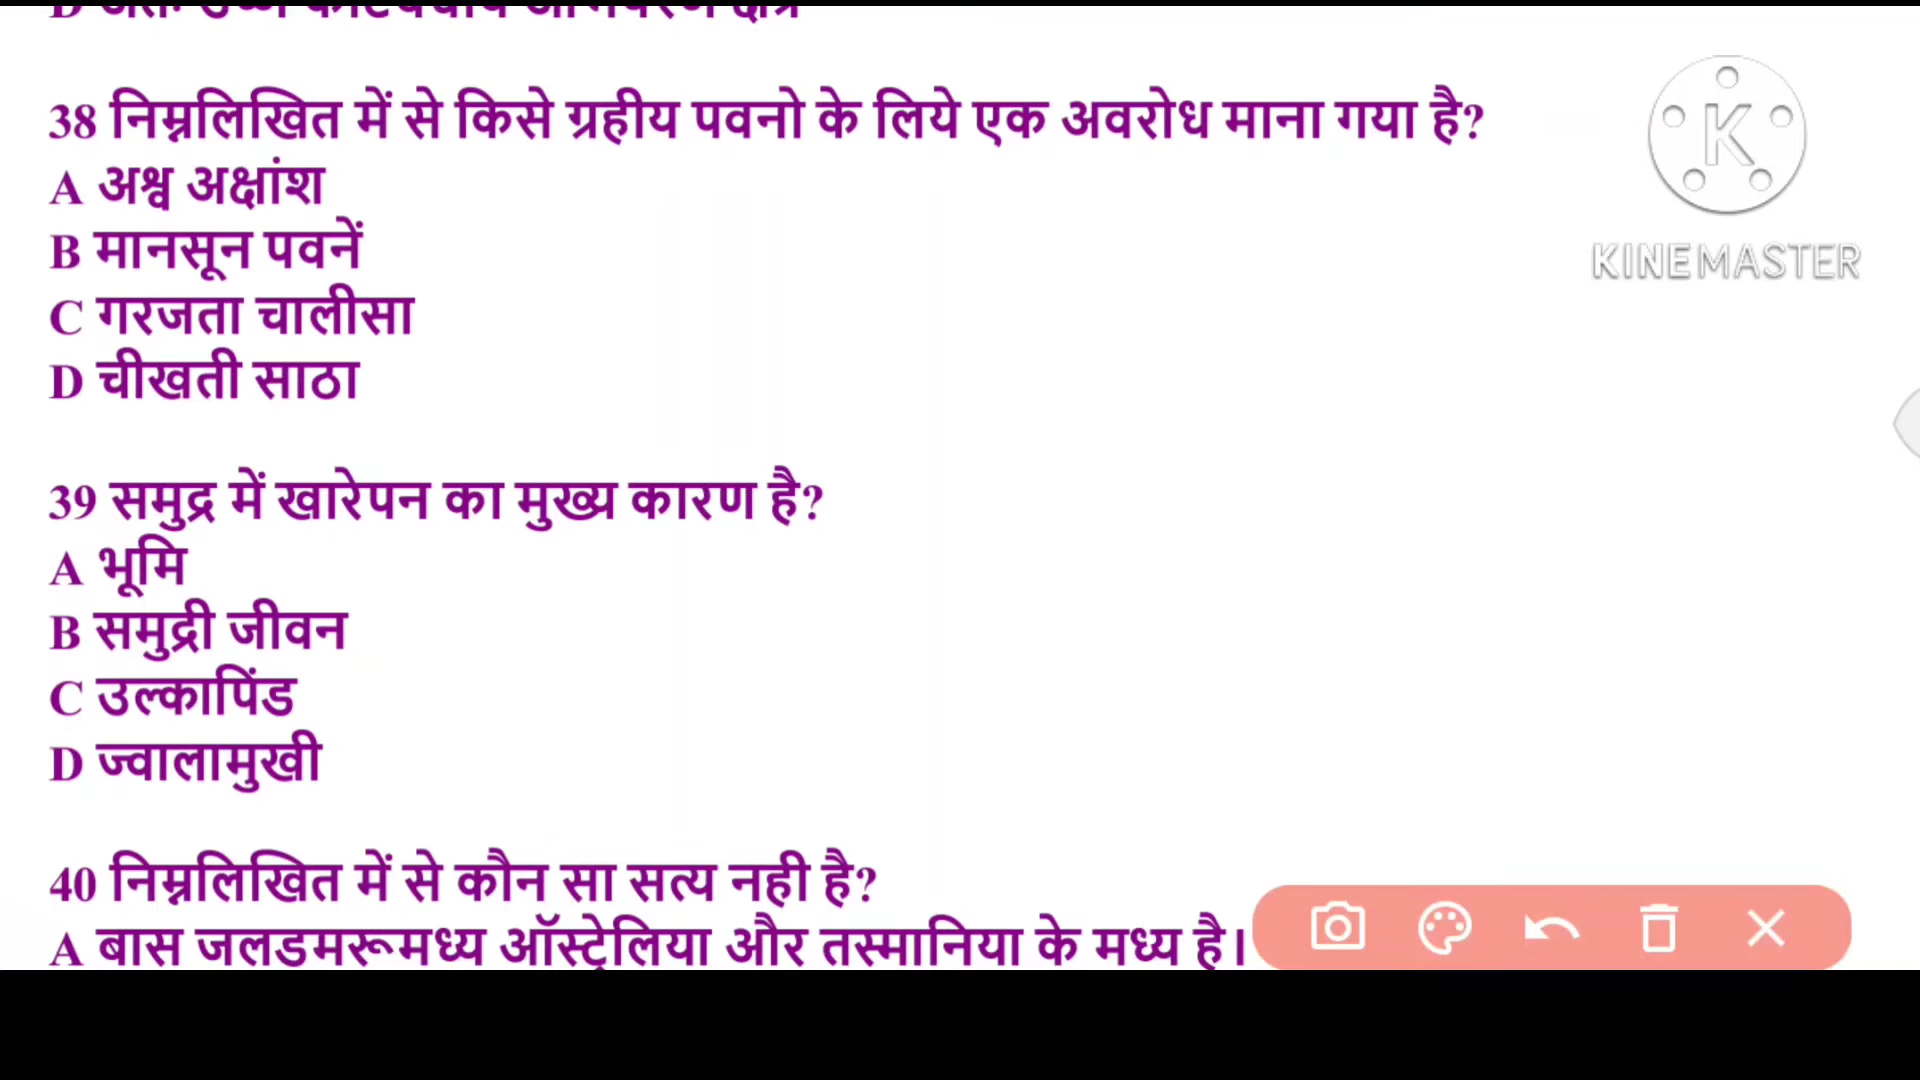 38 निम्नलिखित में से किसे ग्रहीय पवनो के लिये एक अवरोध माना गया है?
A अश्व अक्षांश
B मानसून पवनें
C गरजता चालीसा
D चीखती साठा
K
KINEMASTER
39 समुद्र में खारेपन का मुख्य कारण है?
A भूमि
B समुद्री जीवन
C उल्कापिंड
D ज्वालामुखी
40 निम्नलिखित में से कौन सा सत्य नही है?
A बास जलडमरूमध्य ऑस्ट्रेलिया और तस्मानिया के मध्य है।